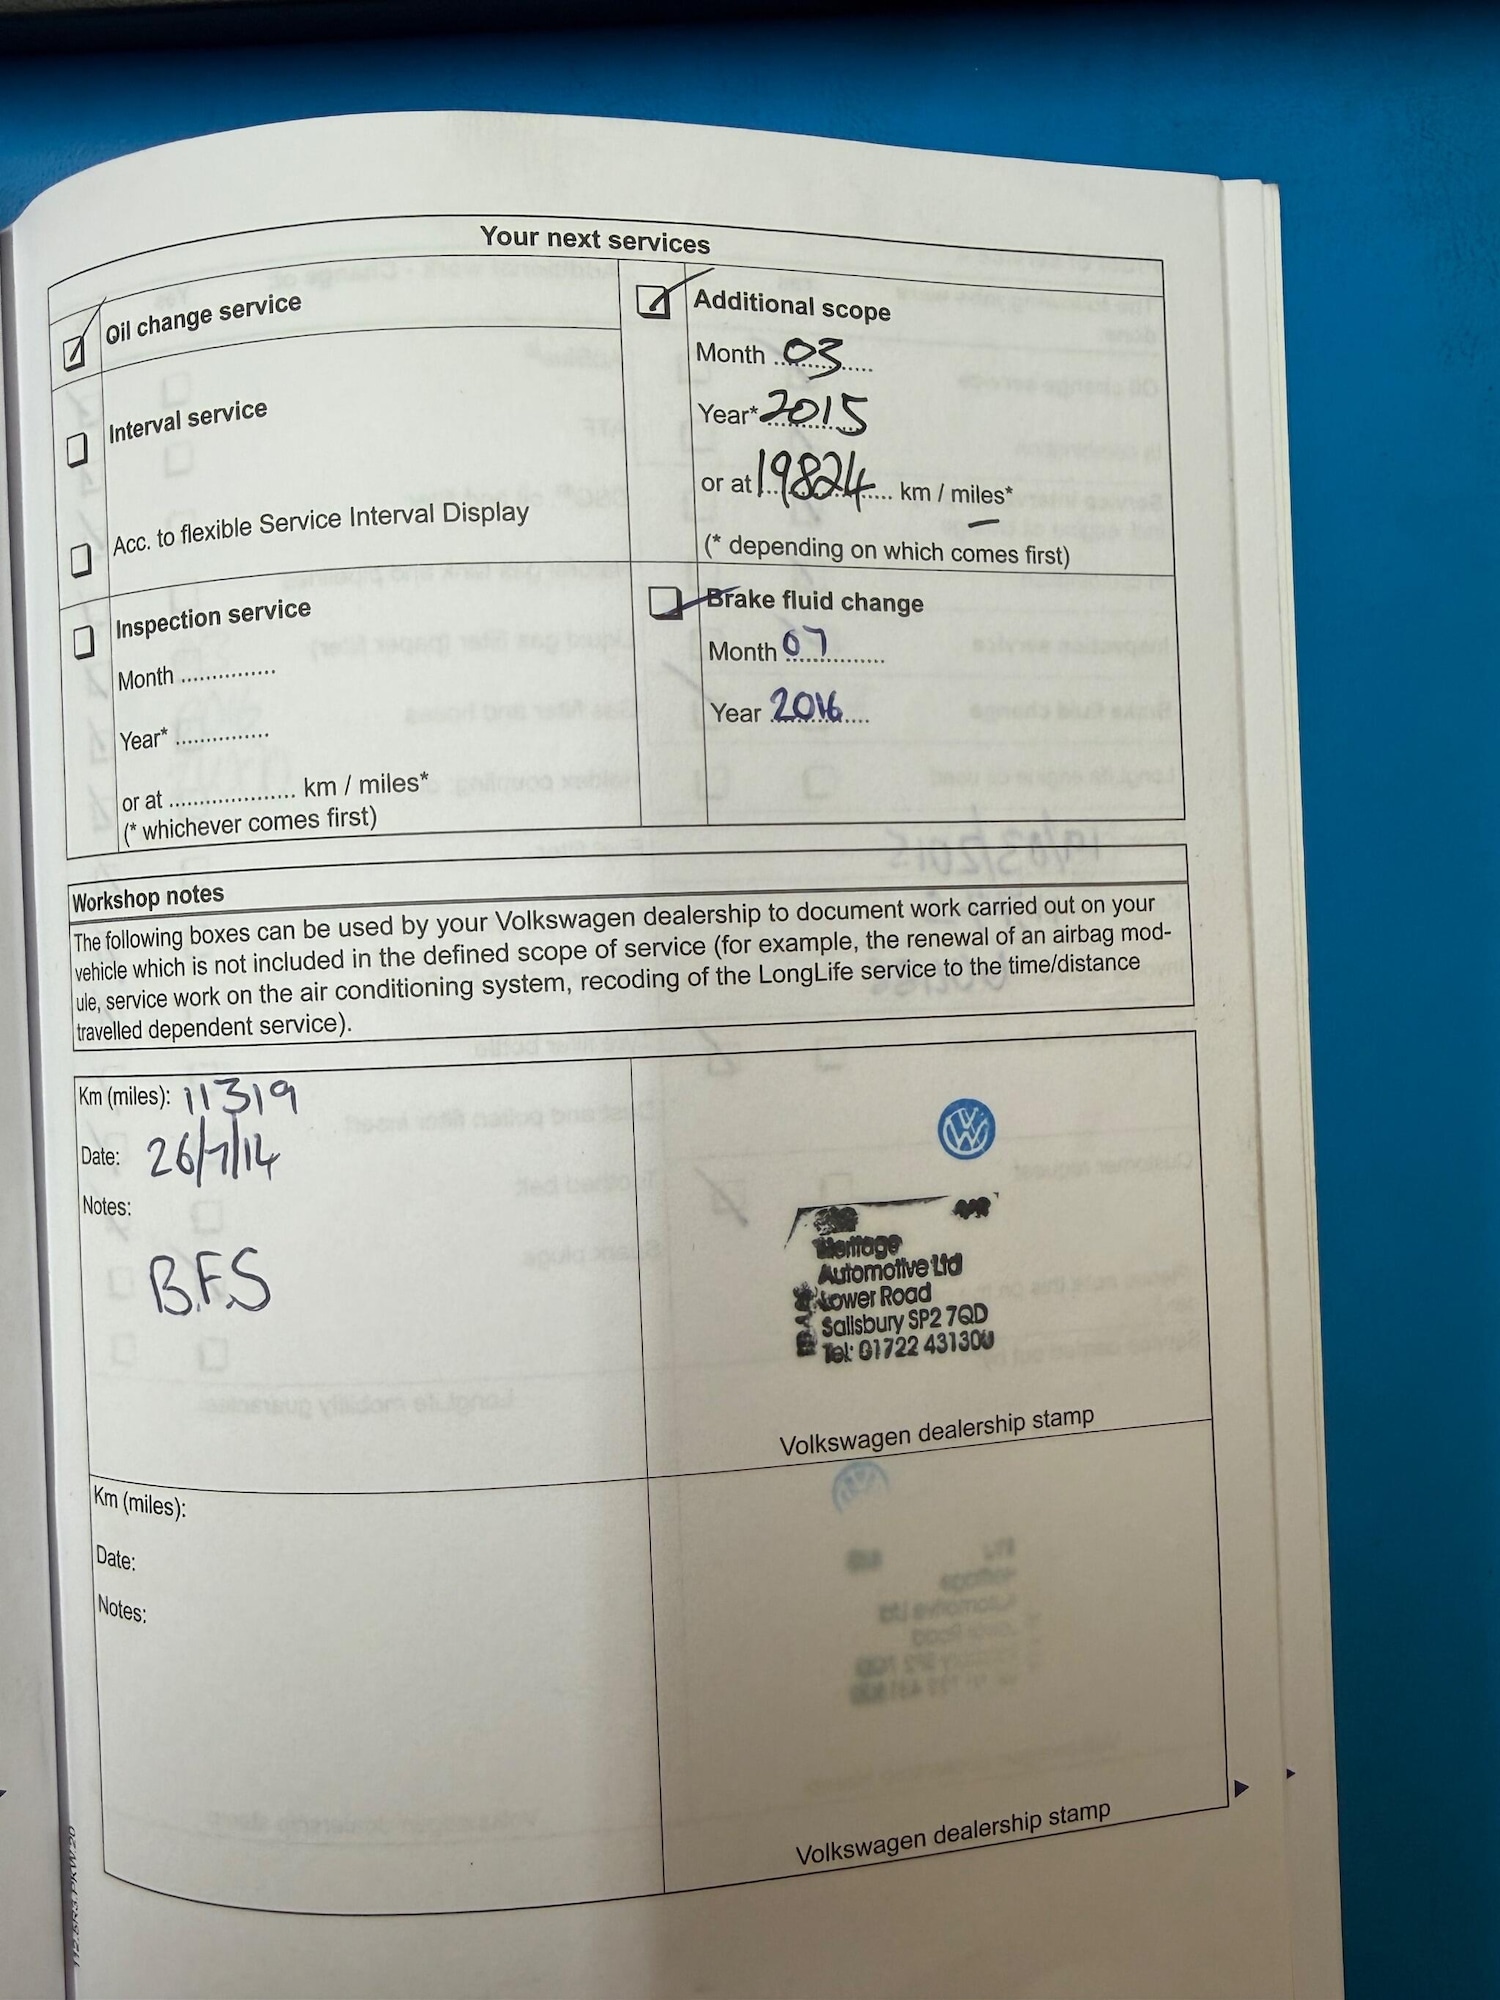 Your next services
Oil change service
Interval service
Acc. to flexible Service Interval Display
Additional scope
Month 03
Year* 2015
or at 19824 km / miles*
(* depending on which comes first)
Inspection service
Month ...............
Year* ...............
or at .................... km / miles*
(* whichever comes first)
Brake fluid change
Month 07
Year 2016
Workshop notes
The following boxes can be used by your Volkswagen dealership to document work carried out on your
vehicle which is not included in the defined scope of service (for example, the renewal of an airbag mod-
ule, service work on the air conditioning system, recoding of the LongLife service to the time/distance
travelled dependent service).
Km (miles): 11319
Date: 26/7/14
Notes:
B.F.S
VW
Heritage
Automotive Ltd
Lower Road
Salisbury SP2 7QD
Tel: 01722 431300
Volkswagen dealership stamp
Km (miles):
Date:
Notes:
Volkswagen dealership stamp